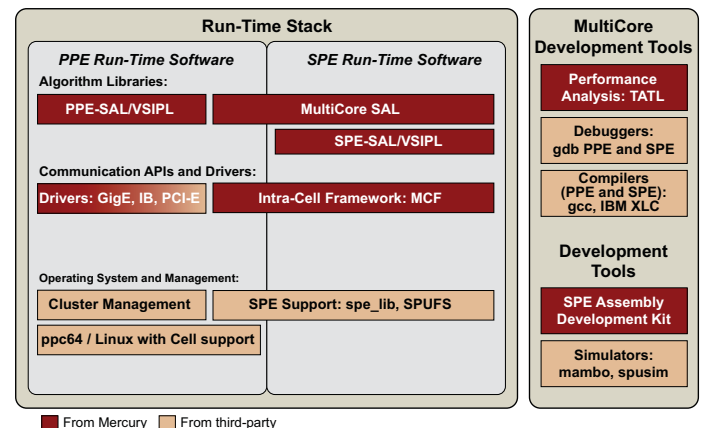 Run-Time Stack
PPE Run-Time Software
SPE Run-Time Software
Algorithm Libraries:
PPE-SAL/VSIPL
MultiCore SAL
SPE-SAL/VSIPL
Communication APIs and Drivers:
Drivers: GigE, IB, PCI-E
Intra-Cell Framework: MCF
Operating System and Management:
Cluster Management
SPE Support: spe_lib, SPUFS
ppc64 / Linux with Cell support
MultiCore
Development Tools
Performance
Analysis: TATL
Debuggers:
gdb PPE and SPE
Compilers
(PPE and SPE):
gcc, IBM XLC
Development
Tools
SPE Assembly
Development Kit
Simulators:
mambo, spusim
From Mercury
From third-party